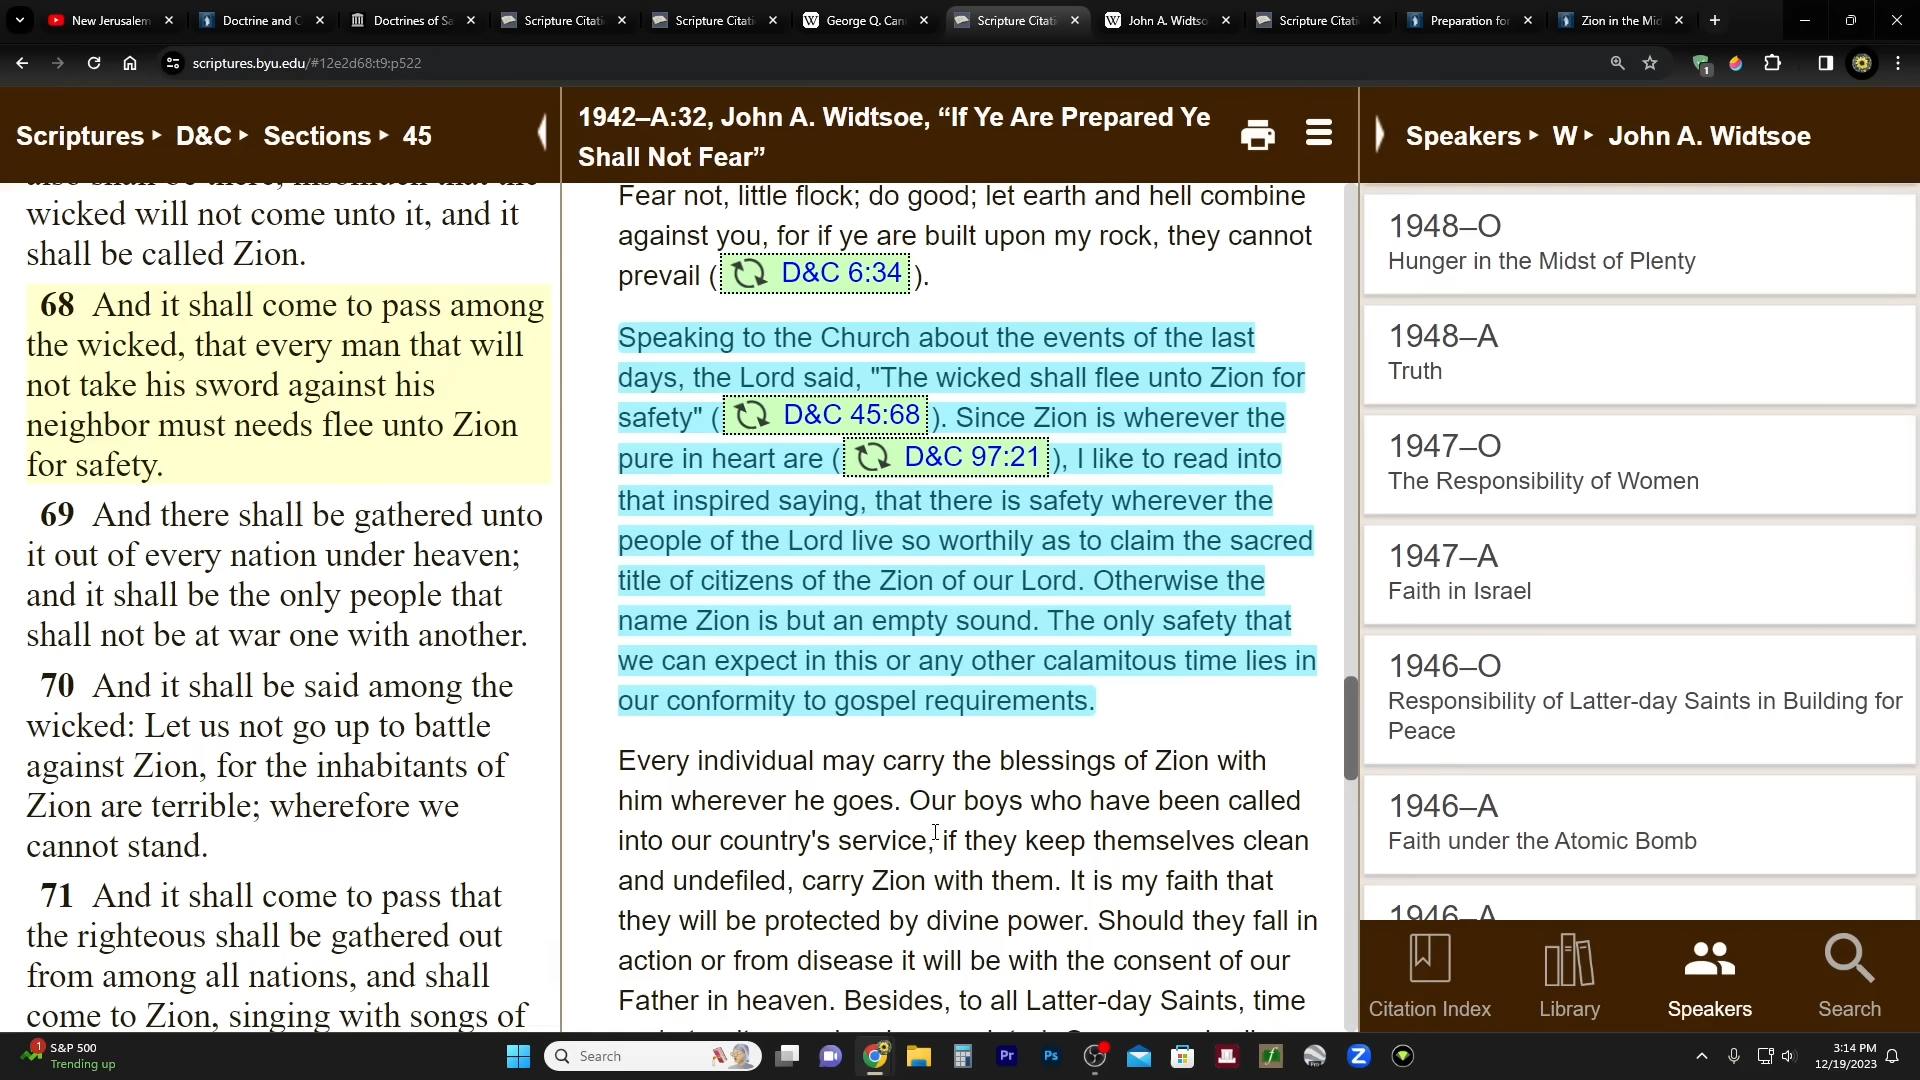 New Jerusalem
Doctrine and C
Doctrines of Sa
Scripture Citati
Scripture Citati
George Q. Can
Scripture Citati
John A. Widtso
Scripture Citati
Preparation for
Zion in the Mid
scriptures.byu.edu/#12e2d68:t9:p522
1
Scriptures ▸ D&C ▸ Sections ▸ 45
wicked will not come unto it, and it
shall be called Zion.
68 And it shall come to pass among
the wicked, that every man that will
not take his sword against his
neighbor must needs flee unto Zion
for safety.
69 And there shall be gathered unto
it out of every nation under heaven;
and it shall be the only people that
shall not be at war one with another.
70 And it shall be said among the
wicked: Let us not go up to battle
against Zion, for the inhabitants of
Zion are terrible; wherefore we
cannot stand.
71 And it shall come to pass that
the righteous shall be gathered out
from among all nations, and shall
come to Zion, singing with songs of
1942–A:32, John A. Widtsoe, “If Ye Are Prepared Ye
Shall Not Fear”
Fear not, little flock; do good; let earth and hell combine
against you, for if ye are built upon my rock, they cannot
prevail ( D&C 6:34 ).
Speaking to the Church about the events of the last
days, the Lord said, "The wicked shall flee unto Zion for
safety" ( D&C 45:68 ). Since Zion is wherever the
pure in heart are ( D&C 97:21 ), I like to read into
that inspired saying, that there is safety wherever the
people of the Lord live so worthily as to claim the sacred
title of citizens of the Zion of our Lord. Otherwise the
name Zion is but an empty sound. The only safety that
we can expect in this or any other calamitous time lies in
our conformity to gospel requirements.
Every individual may carry the blessings of Zion with
him wherever he goes. Our boys who have been called
into our country's service, if they keep themselves clean
and undefiled, carry Zion with them. It is my faith that
they will be protected by divine power. Should they fall in
action or from disease it will be with the consent of our
Father in heaven. Besides, to all Latter-day Saints, time
Speakers ▸ W ▸ John A. Widtsoe
1948–O
Hunger in the Midst of Plenty
1948–A
Truth
1947–O
The Responsibility of Women
1947–A
Faith in Israel
1946–O
Responsibility of Latter-day Saints in Building for
Peace
1946–A
Faith under the Atomic Bomb
1946–A
Citation Index
Library
Speakers
Search
1
S&P 500
Trending up
Search
Pr
Ps
3:14 PM
12/19/2023